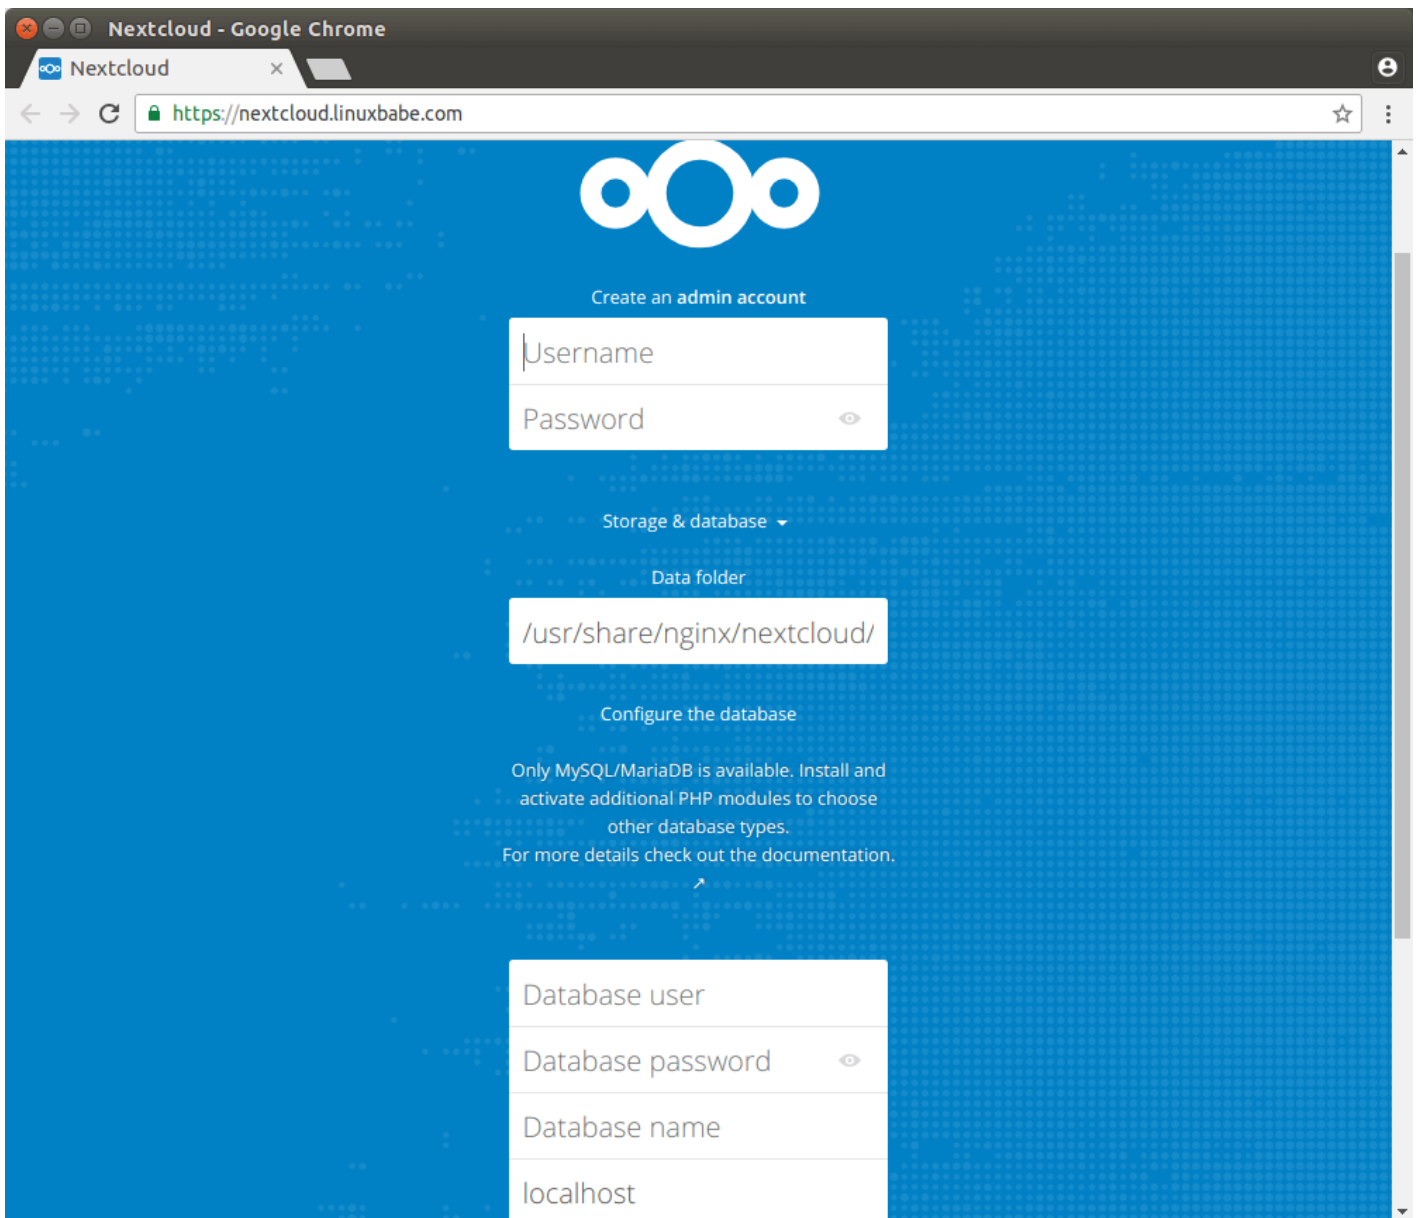 Nextcloud - Google Chrome
Nextcloud
https://nextcloud.linuxbabe.com
Create an admin account
Username
Password
Storage & database
Data folder
/usr/share/nginx/nextcloud/
Configure the database
Only MySQL/MariaDB is available. Install and
activate additional PHP modules to choose
other database types.
For more details check out the documentation.
Database user
Database password
Database name
localhost